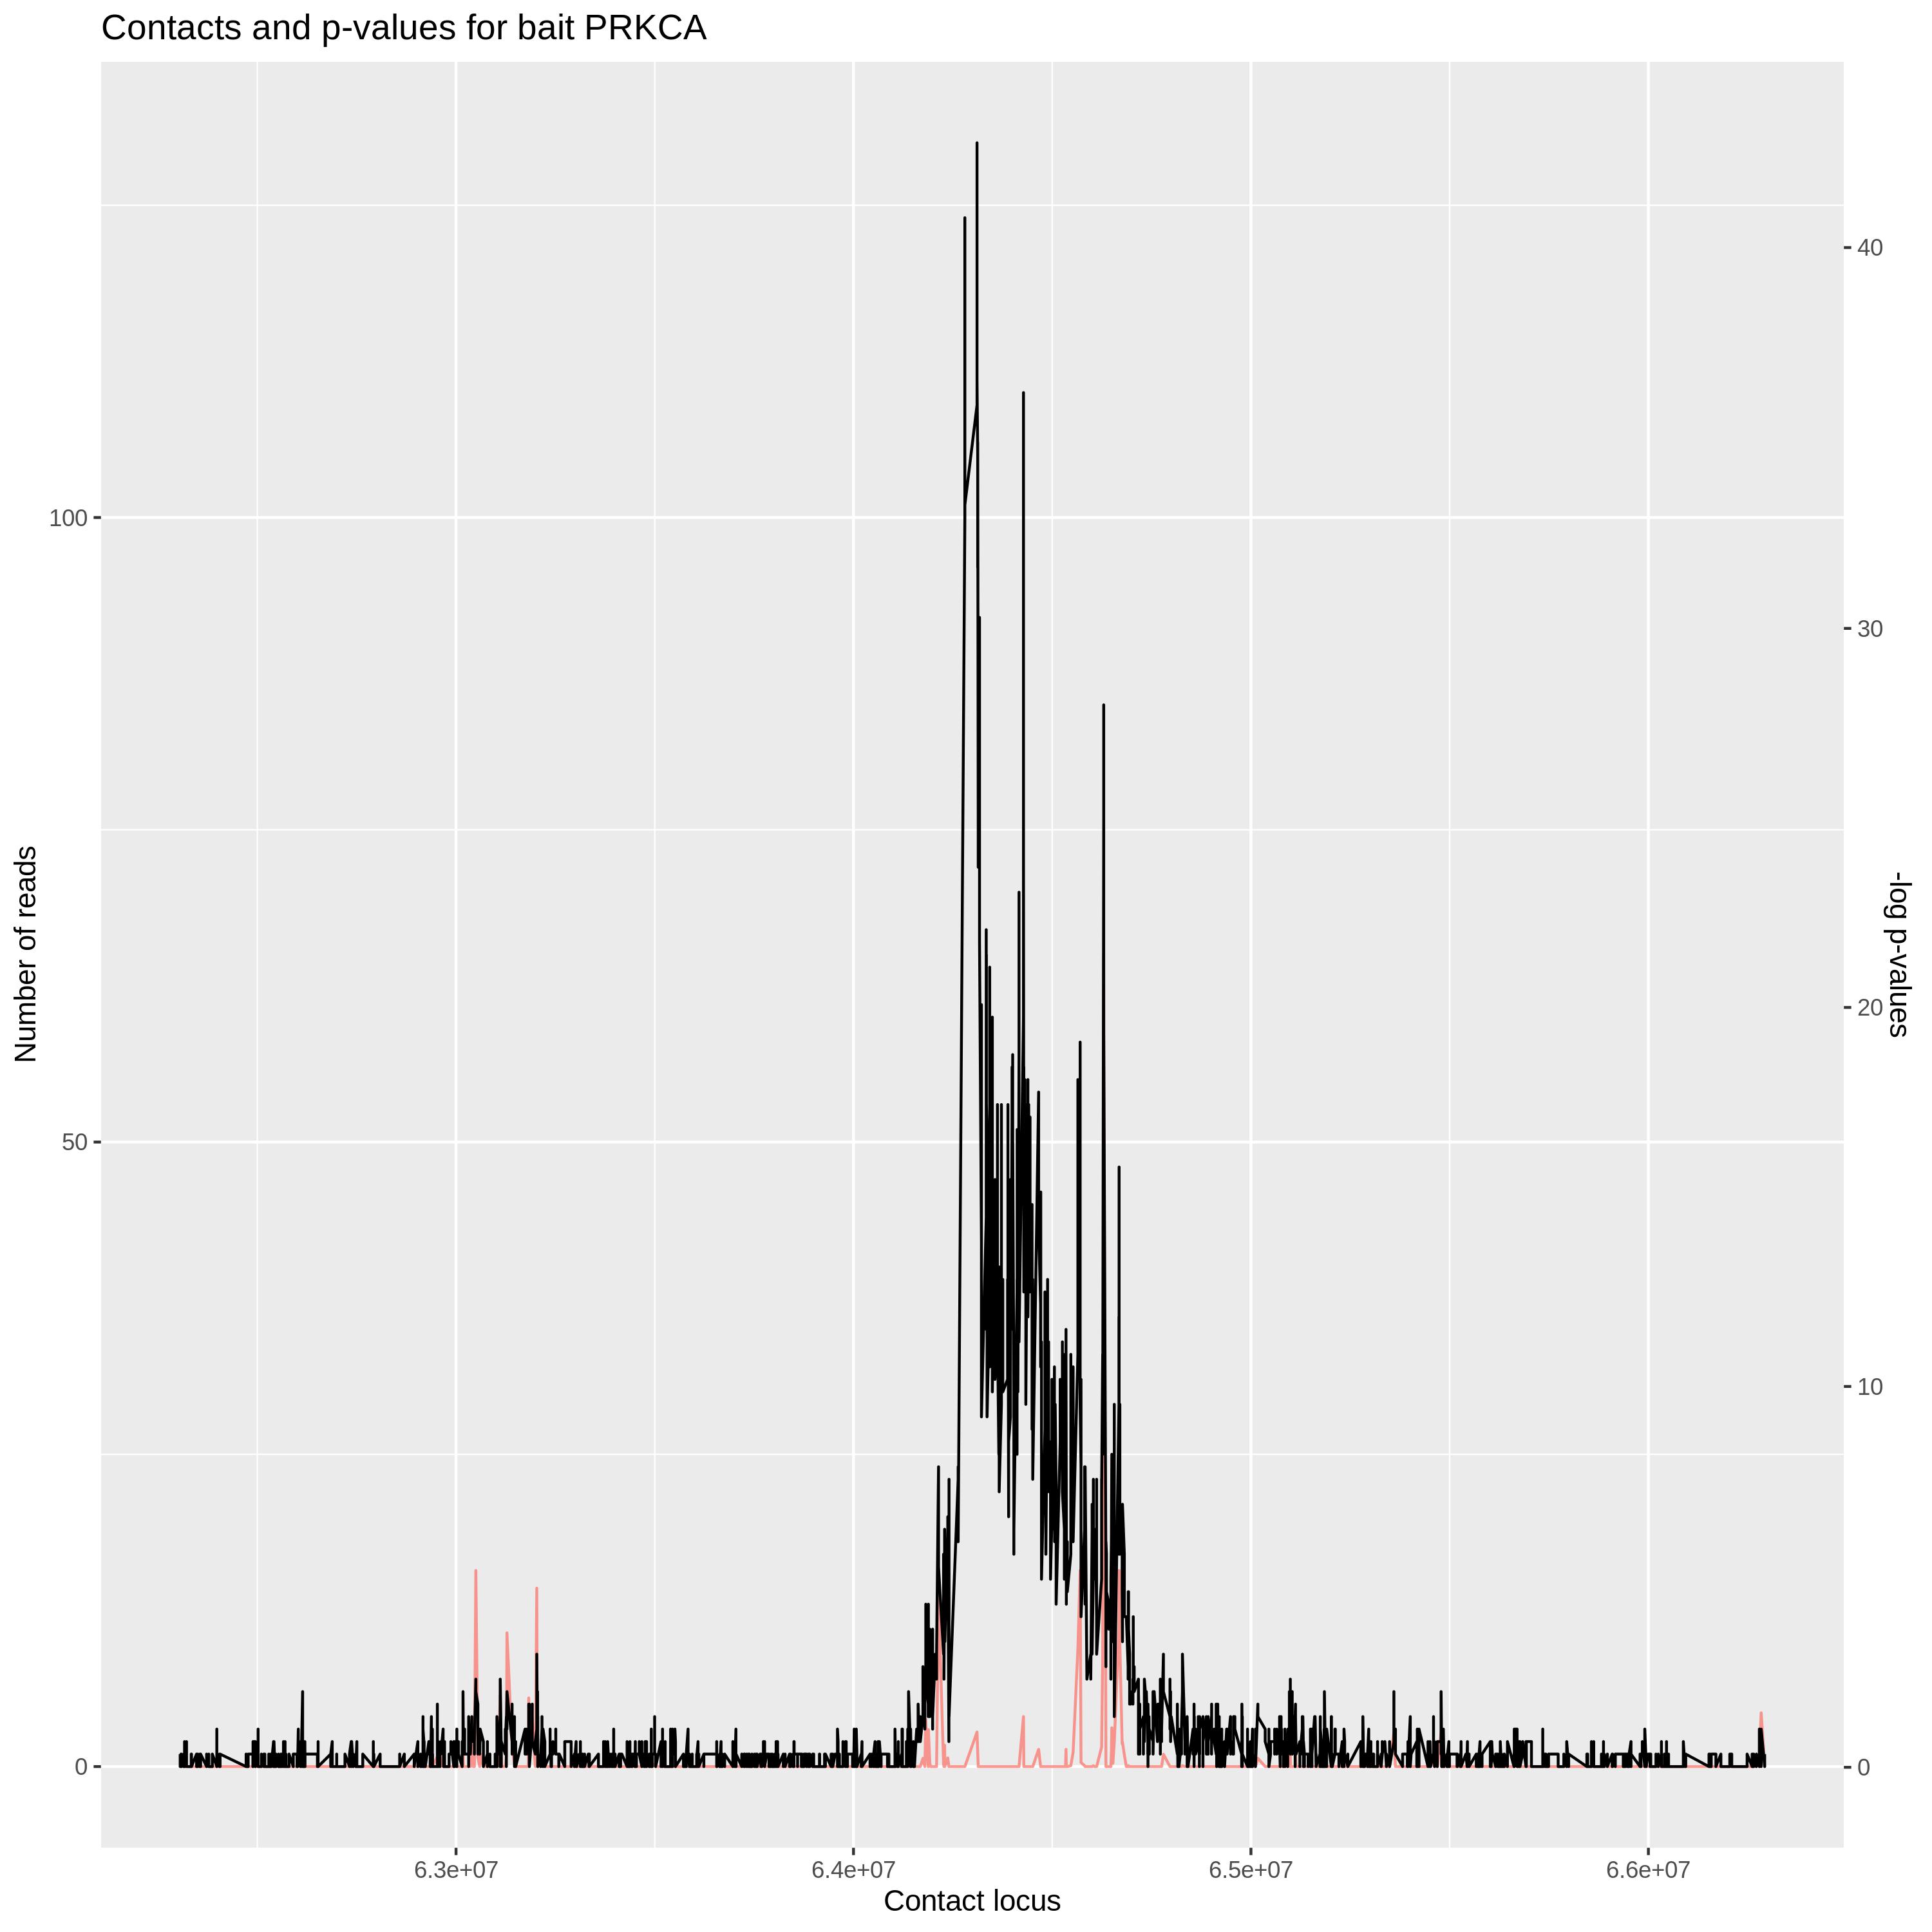 Contacts and p-values for bait PRKCA
Number of reads
100
50
0
40
30
20
10
0
-log p-values
6.3e+07
6.4e+07
6.5e+07
6.6e+07
Contact locus